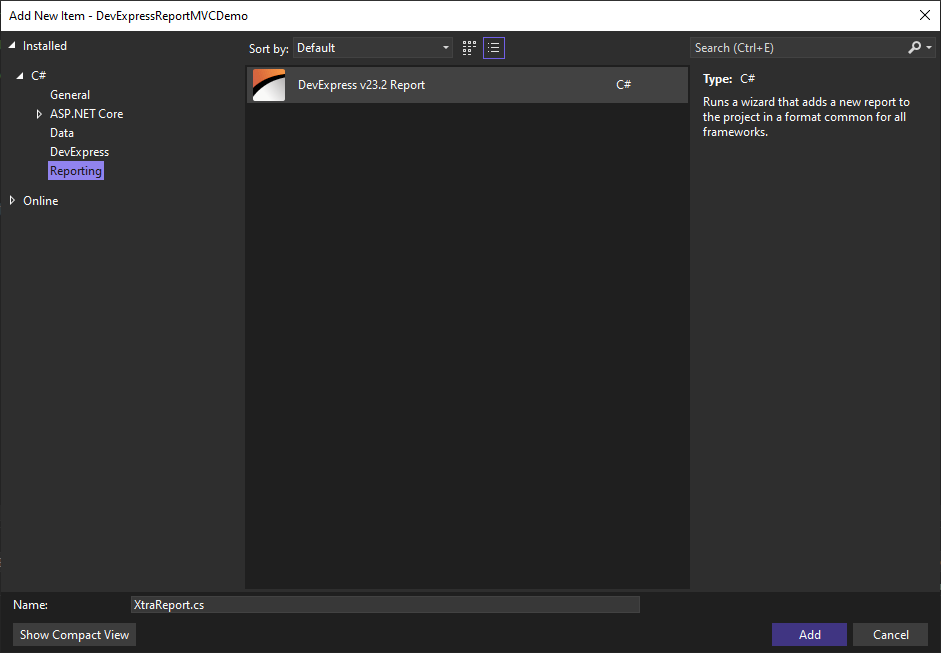 Add New Item - DevExpressReportMVCDemo
Installed
C#
General
ASP.NET Core
Data
DevExpress
Reporting
Online
Sort by: Default
DevExpress v23.2 Report C#
Search (Ctrl+E)
Type: C#
Runs a wizard that adds a new report to
the project in a format common for all
frameworks.
Name: XtraReport.cs
Show Compact View
Add
Cancel